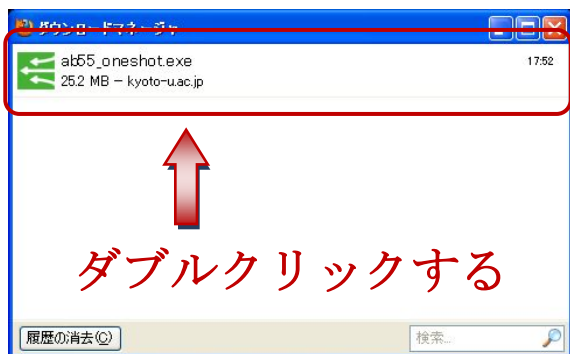 ダウンロードマネージャ
ab55_oneshot.exe
17:52
25.2 MB — kyoto-u.ac.jp
ダブルクリックする
履歴の消去(C)
検索...